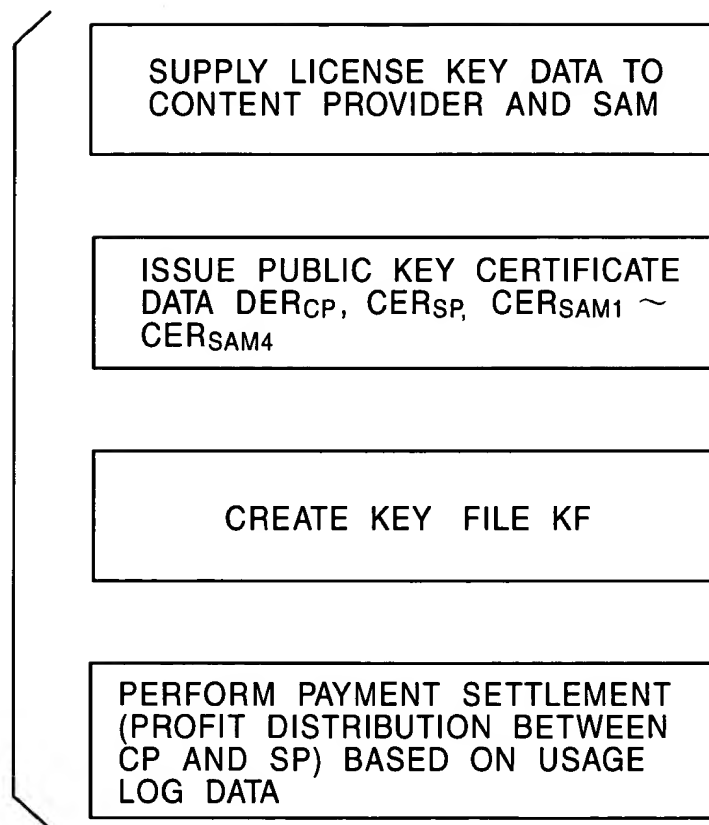 SUPPLY LICENSE KEY DATA TO
CONTENT PROVIDER AND SAM
ISSUE PUBLIC KEY CERTIFICATE
DATA DERCP, CERSP, CERSAM1 ~
CERSAM4
CREATE KEY FILE KF
PERFORM PAYMENT SETTLEMENT
(PROFIT DISTRIBUTION BETWEEN
CP AND SP) BASED ON USAGE
LOG DATA